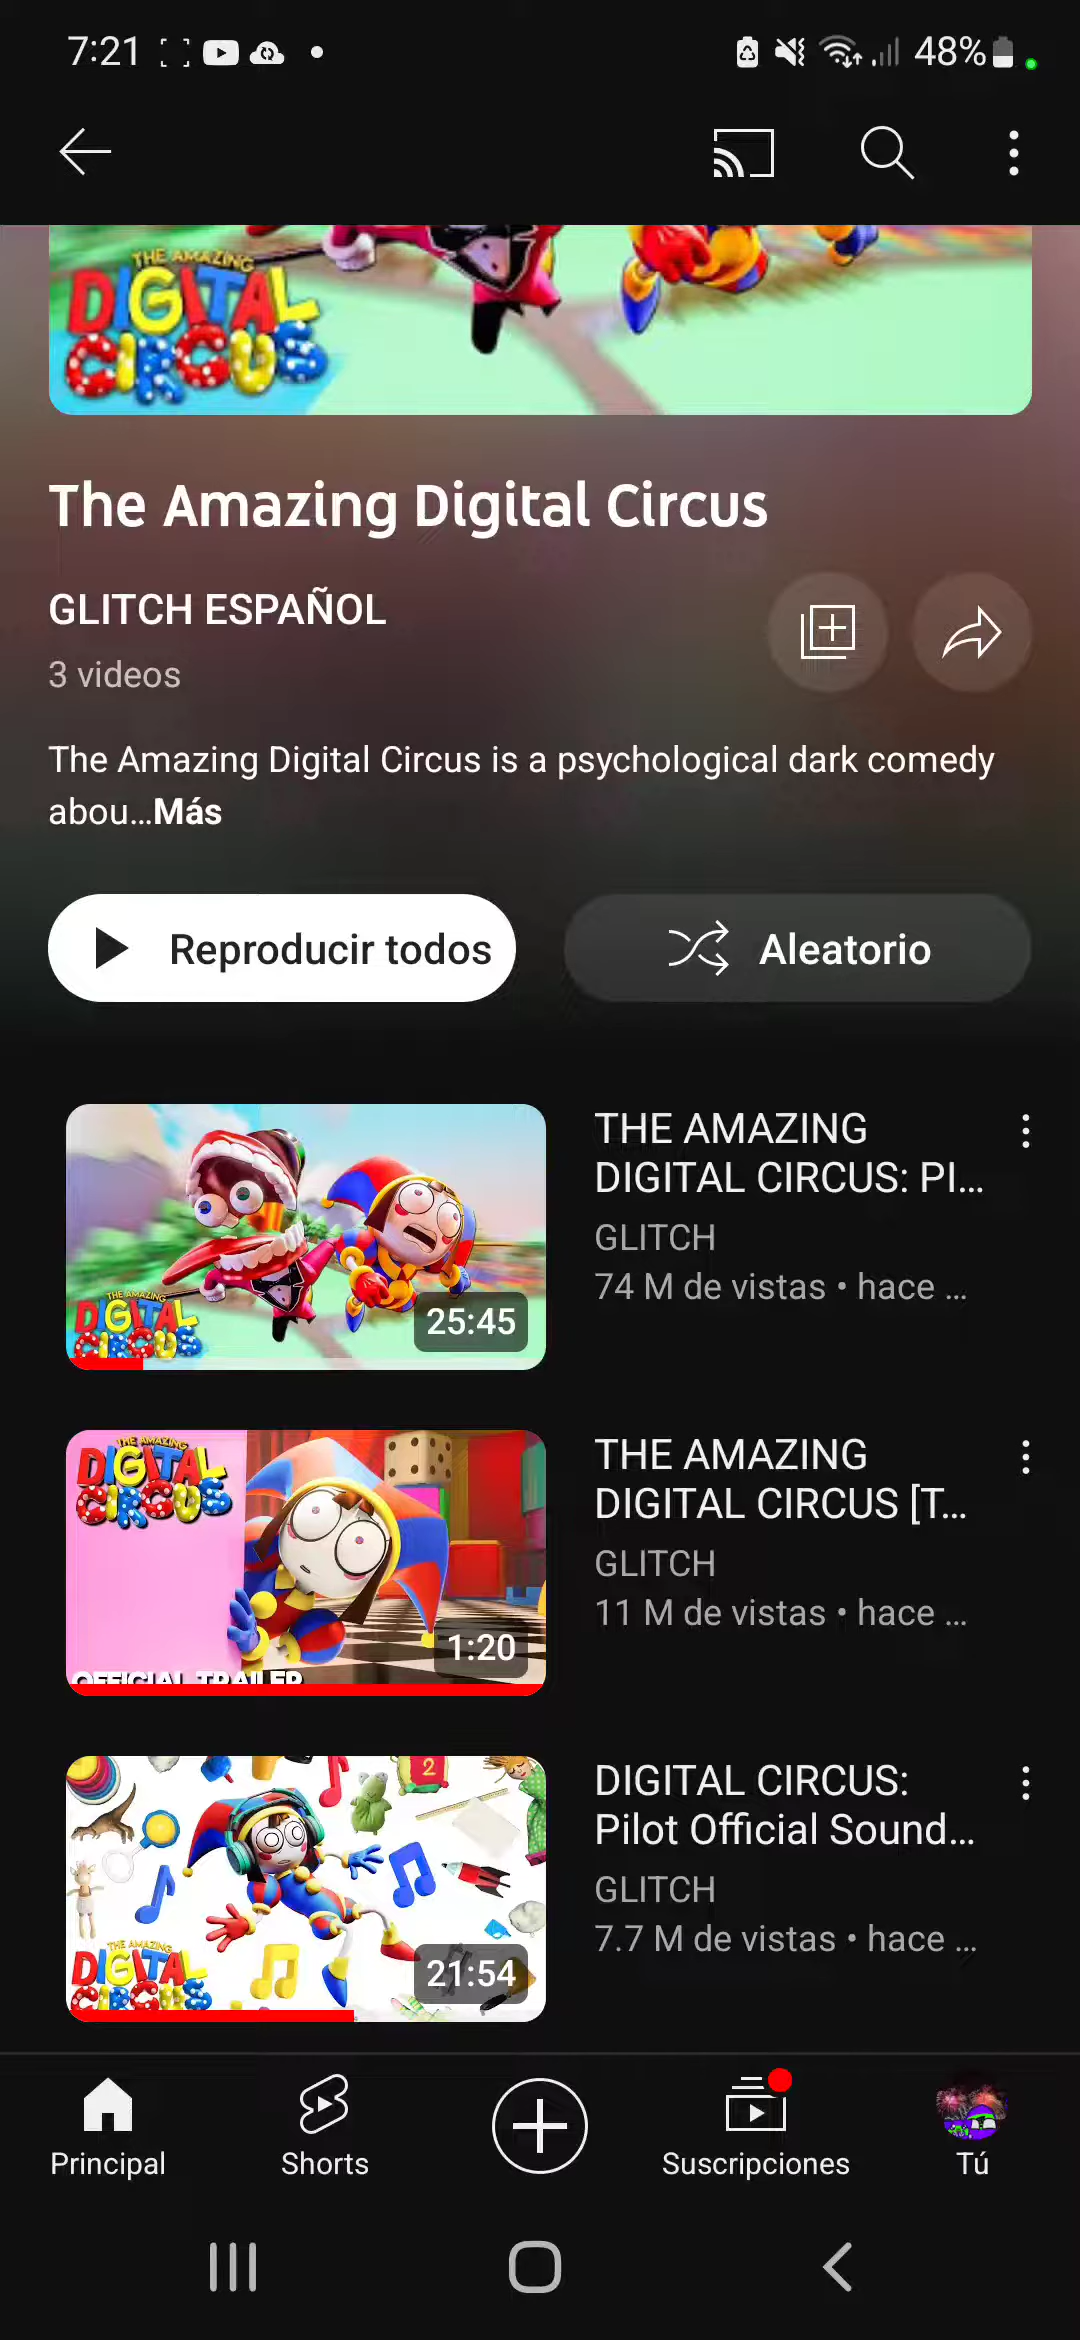 7:21
48%
THE AMAZING
DIGITAL
CIRCUS
The Amazing Digital Circus
GLITCH ESPAÑOL
3 videos
The Amazing Digital Circus is a psychological dark comedy
abou...Más
Reproducir todos
Aleatorio
THE AMAZING
DIGITAL
CIRCUS
25:45
THE AMAZING
DIGITAL CIRCUS: PI...
GLITCH
74 M de vistas • hace ...
THE AMAZING
DIGITAL
CIRCUS
OFFICIAL TRAILER
1:20
THE AMAZING
DIGITAL CIRCUS [T...
GLITCH
11 M de vistas • hace ...
2
THE AMAZING
DIGITAL
CIRCUS
21:54
DIGITAL CIRCUS:
Pilot Official Sound...
GLITCH
7.7 M de vistas • hace ...
Principal
Shorts
Suscripciones
Tú